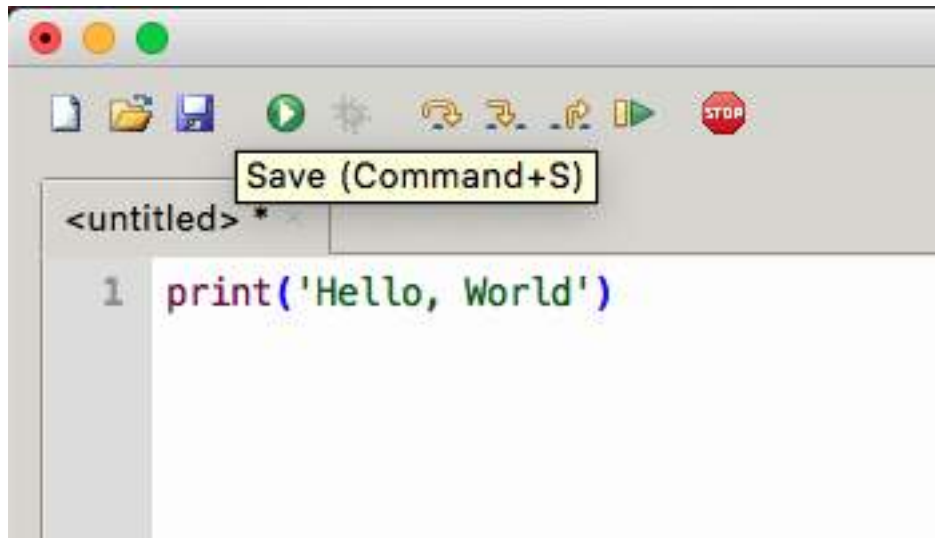 STOP
Save (Command+S)
<untitled> *
1 print('Hello, World')